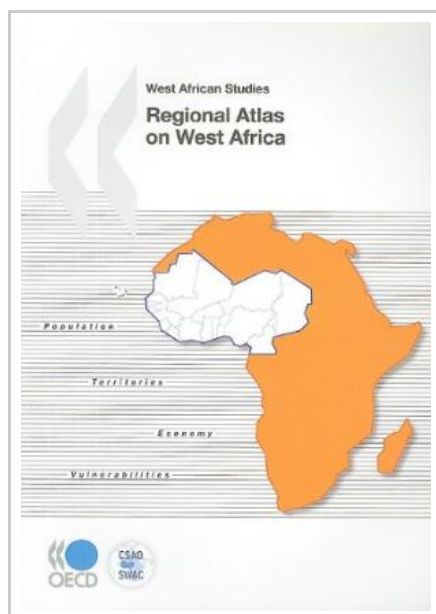 West African Studies
Regional Atlas
on West Africa
Population
Territories
Economy
Vulnerabilities
OECD
CSAO
SWAC